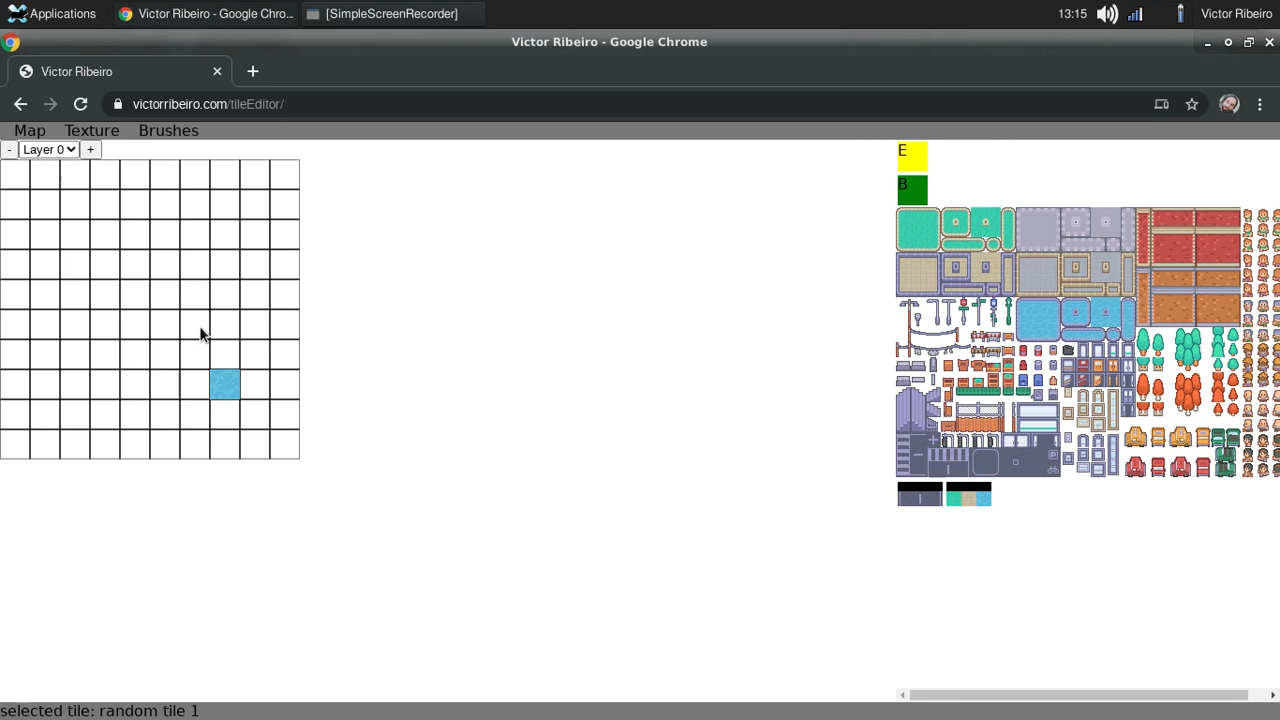 Applications
Victor Ribeiro - Google Chro...
[SimpleScreenRecorder]
13:15
Victor Ribeiro
Victor Ribeiro - Google Chrome
Victor Ribeiro
victorribeiro.com/tileEditor/
Map Texture Brushes
- Layer 0 +
E
B
selected tile: random tile 1